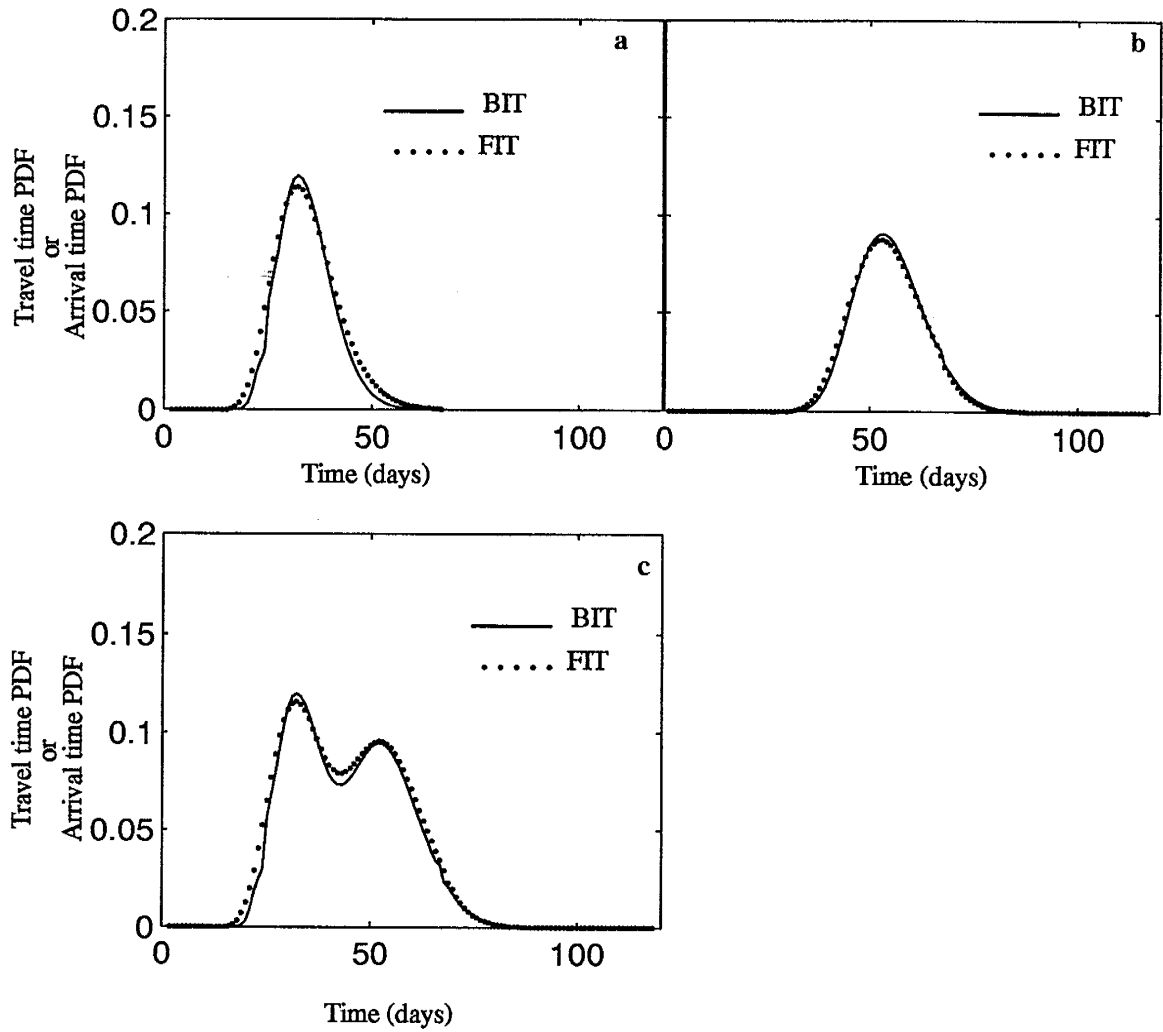 0.2
a
b
BIT
FIT
BIT
FIT
0.15
0.1
0.05
0
Travel time PDF
or
Arrival time PDF
0
50
100
0
50
100
Time (days)
Time (days)
0.2
c
BIT
FIT
0.15
0.1
0.05
0
Travel time PDF
or
Arrival time PDF
0
50
100
Time (days)